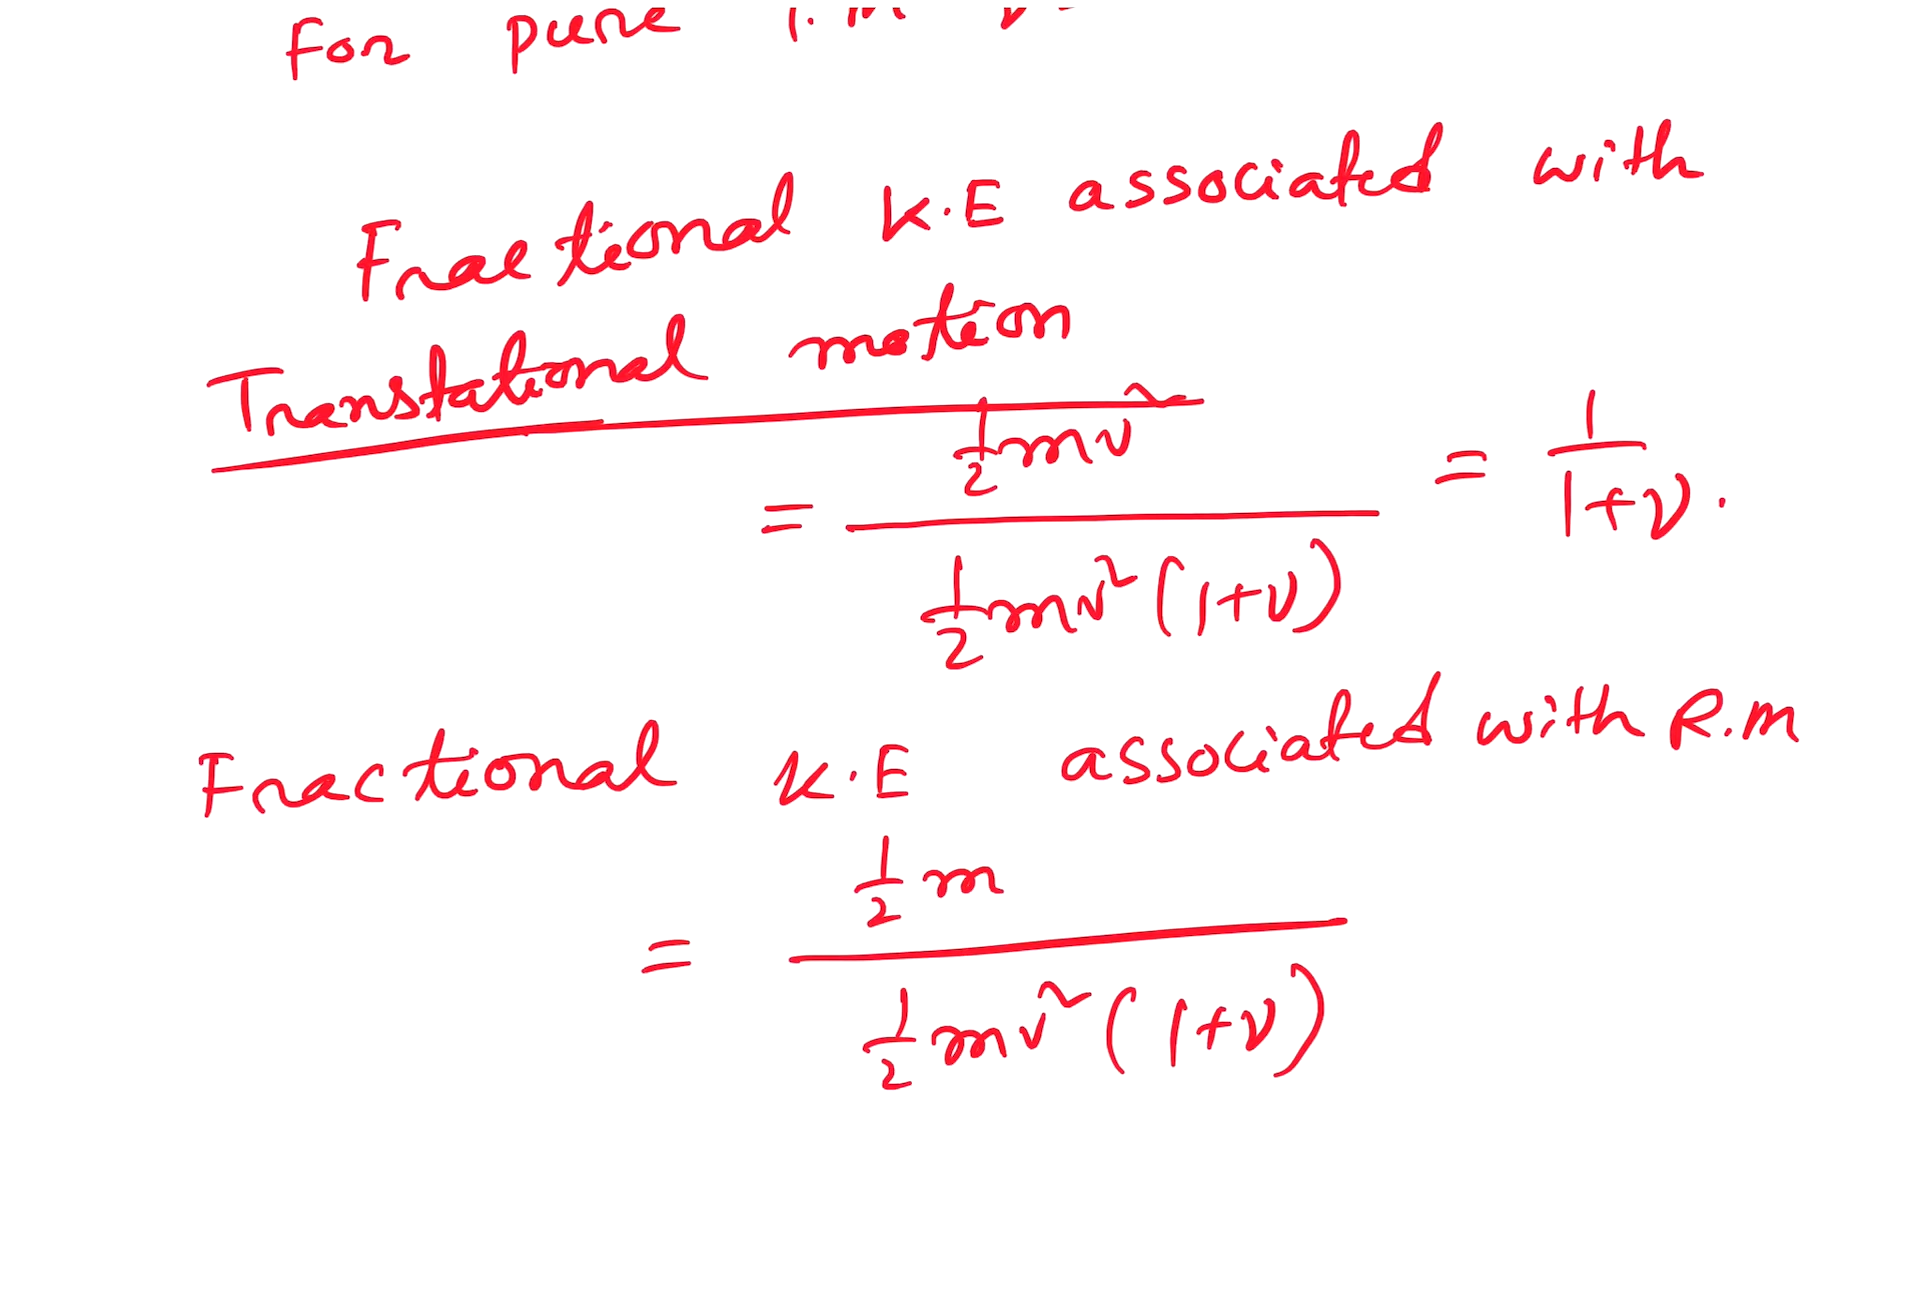 For pure
Fractional K.E associated with
Translational motion
= ½mv² / ½mv²(1+ν) = 1/(1+ν).
Fractional K.E associated with R.M
= ½m / ½mv²(1+ν)